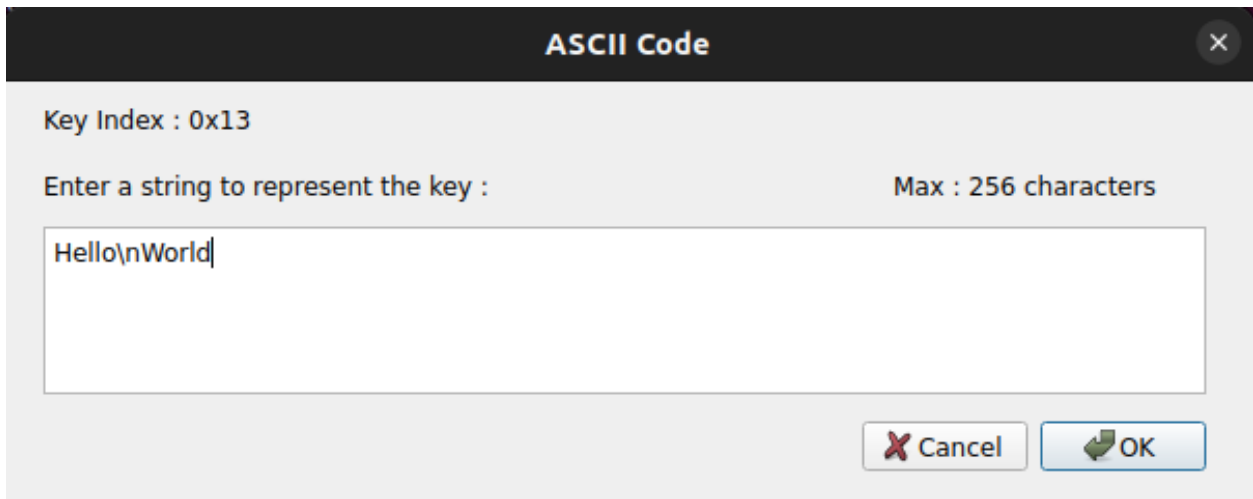 ASCII Code
Key Index : 0x13
Enter a string to represent the key : Max : 256 characters
Hello\nWorld
Cancel OK